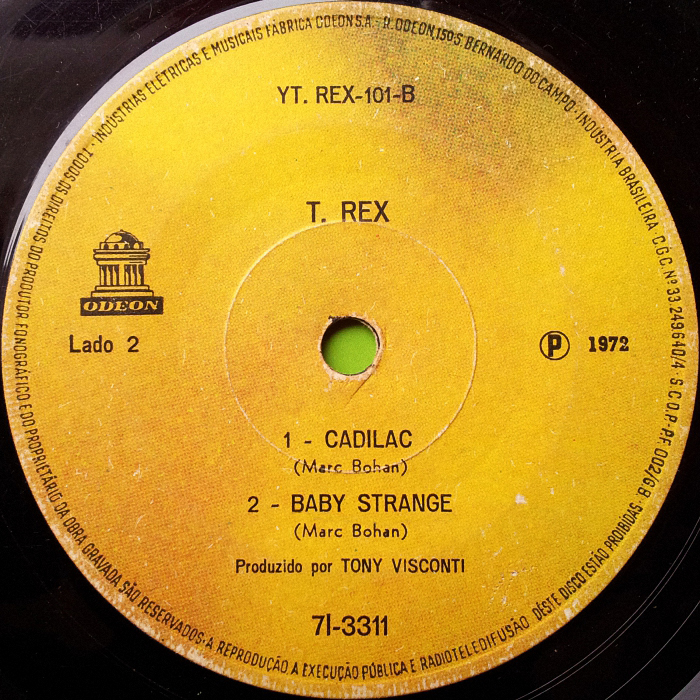 INDÚSTRIAS ELÉTRICAS E MUSICAIS FÁBRICA ODEON S.A. · R. ODEON, 150 S. BERNARDO DO CAMPO · INDÚSTRIA BRASILEIRA · C.G.C. Nº 33.249.640/4 · S.C.D.P.-P.F. 002/GB
YT. REX-101-B
T. REX
ODEON
Lado 2
P 1972
1 - CADILAC
(Marc Bohan)
2 - BABY STRANGE
(Marc Bohan)
Produzido por TONY VISCONTI
7I-3311
OS DIREITOS DO PRODUTOR FONOGRÁFICO E DO PROPRIETÁRIO DA OBRA GRAVADA SÃO RESERVADOS. A REPRODUÇÃO A EXECUÇÃO PÚBLICA E RADIOTELEDIFUSÃO DÊSTE DISCO ESTÃO PROIBIDAS ·